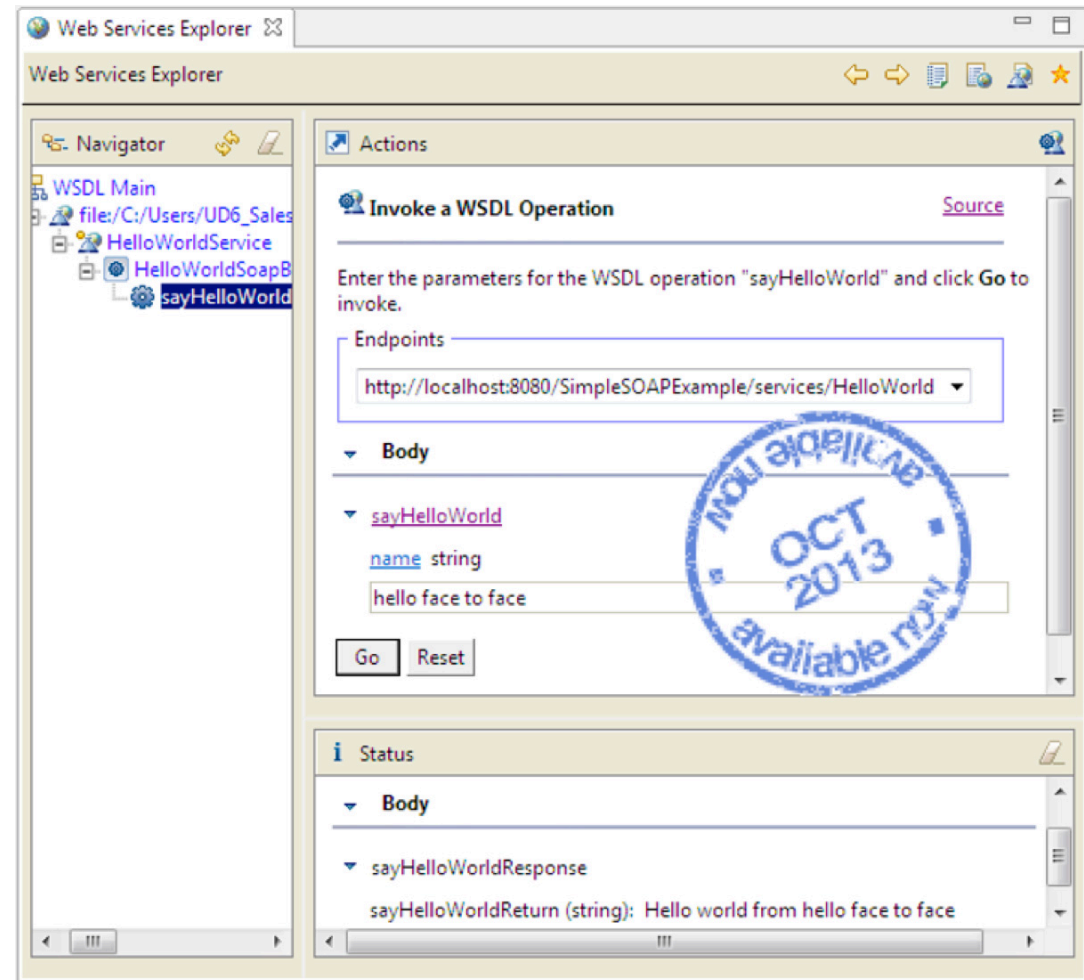 Web Services Explorer
Web Services Explorer
Navigator
WSDL Main
file:/C:/Users/UD6_Sales
HelloWorldService
HelloWorldSoapB
sayHelloWorld
Actions
Invoke a WSDL Operation
Source
Enter the parameters for the WSDL operation "sayHelloWorld" and click Go to
invoke.
Endpoints
http://localhost:8080/SimpleSOAPExample/services/HelloWorld
Body
sayHelloWorld
name string
hello face to face
Go
Reset
available now
OCT
2013
available now
i Status
Body
sayHelloWorldResponse
sayHelloWorldReturn (string): Hello world from hello face to face